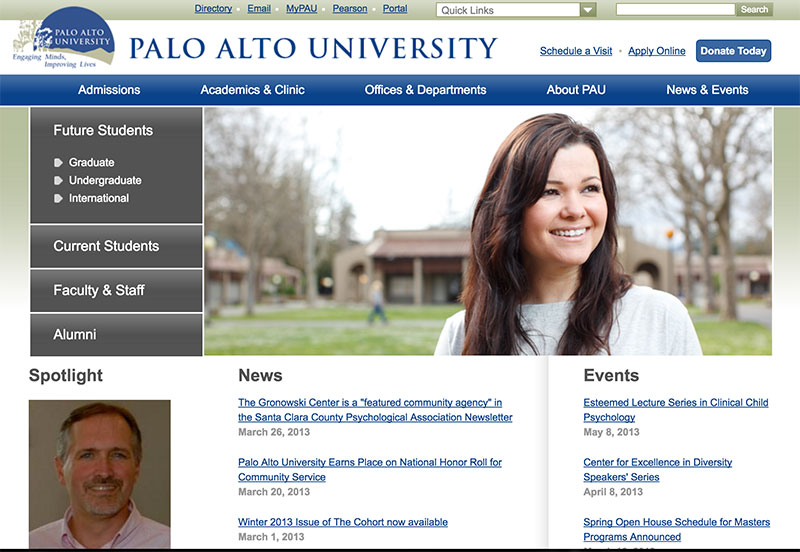 Directory • Email • MyPAU • Pearson • Portal
Quick Links
Search
PALO ALTO
UNIVERSITY
Engaging Minds,
Improving Lives
PALO ALTO UNIVERSITY
Schedule a Visit • Apply Online
Donate Today
Admissions
Academics & Clinic
Offices & Departments
About PAU
News & Events
Future Students
Graduate
Undergraduate
International
Current Students
Faculty & Staff
Alumni
Spotlight
News
The Gronowski Center is a "featured community agency" in
the Santa Clara County Psychological Association Newsletter
March 26, 2013
Palo Alto University Earns Place on National Honor Roll for
Community Service
March 20, 2013
Winter 2013 Issue of The Cohort now available
March 1, 2013
Events
Esteemed Lecture Series in Clinical Child
Psychology
May 8, 2013
Center for Excellence in Diversity
Speakers' Series
April 8, 2013
Spring Open House Schedule for Masters
Programs Announced